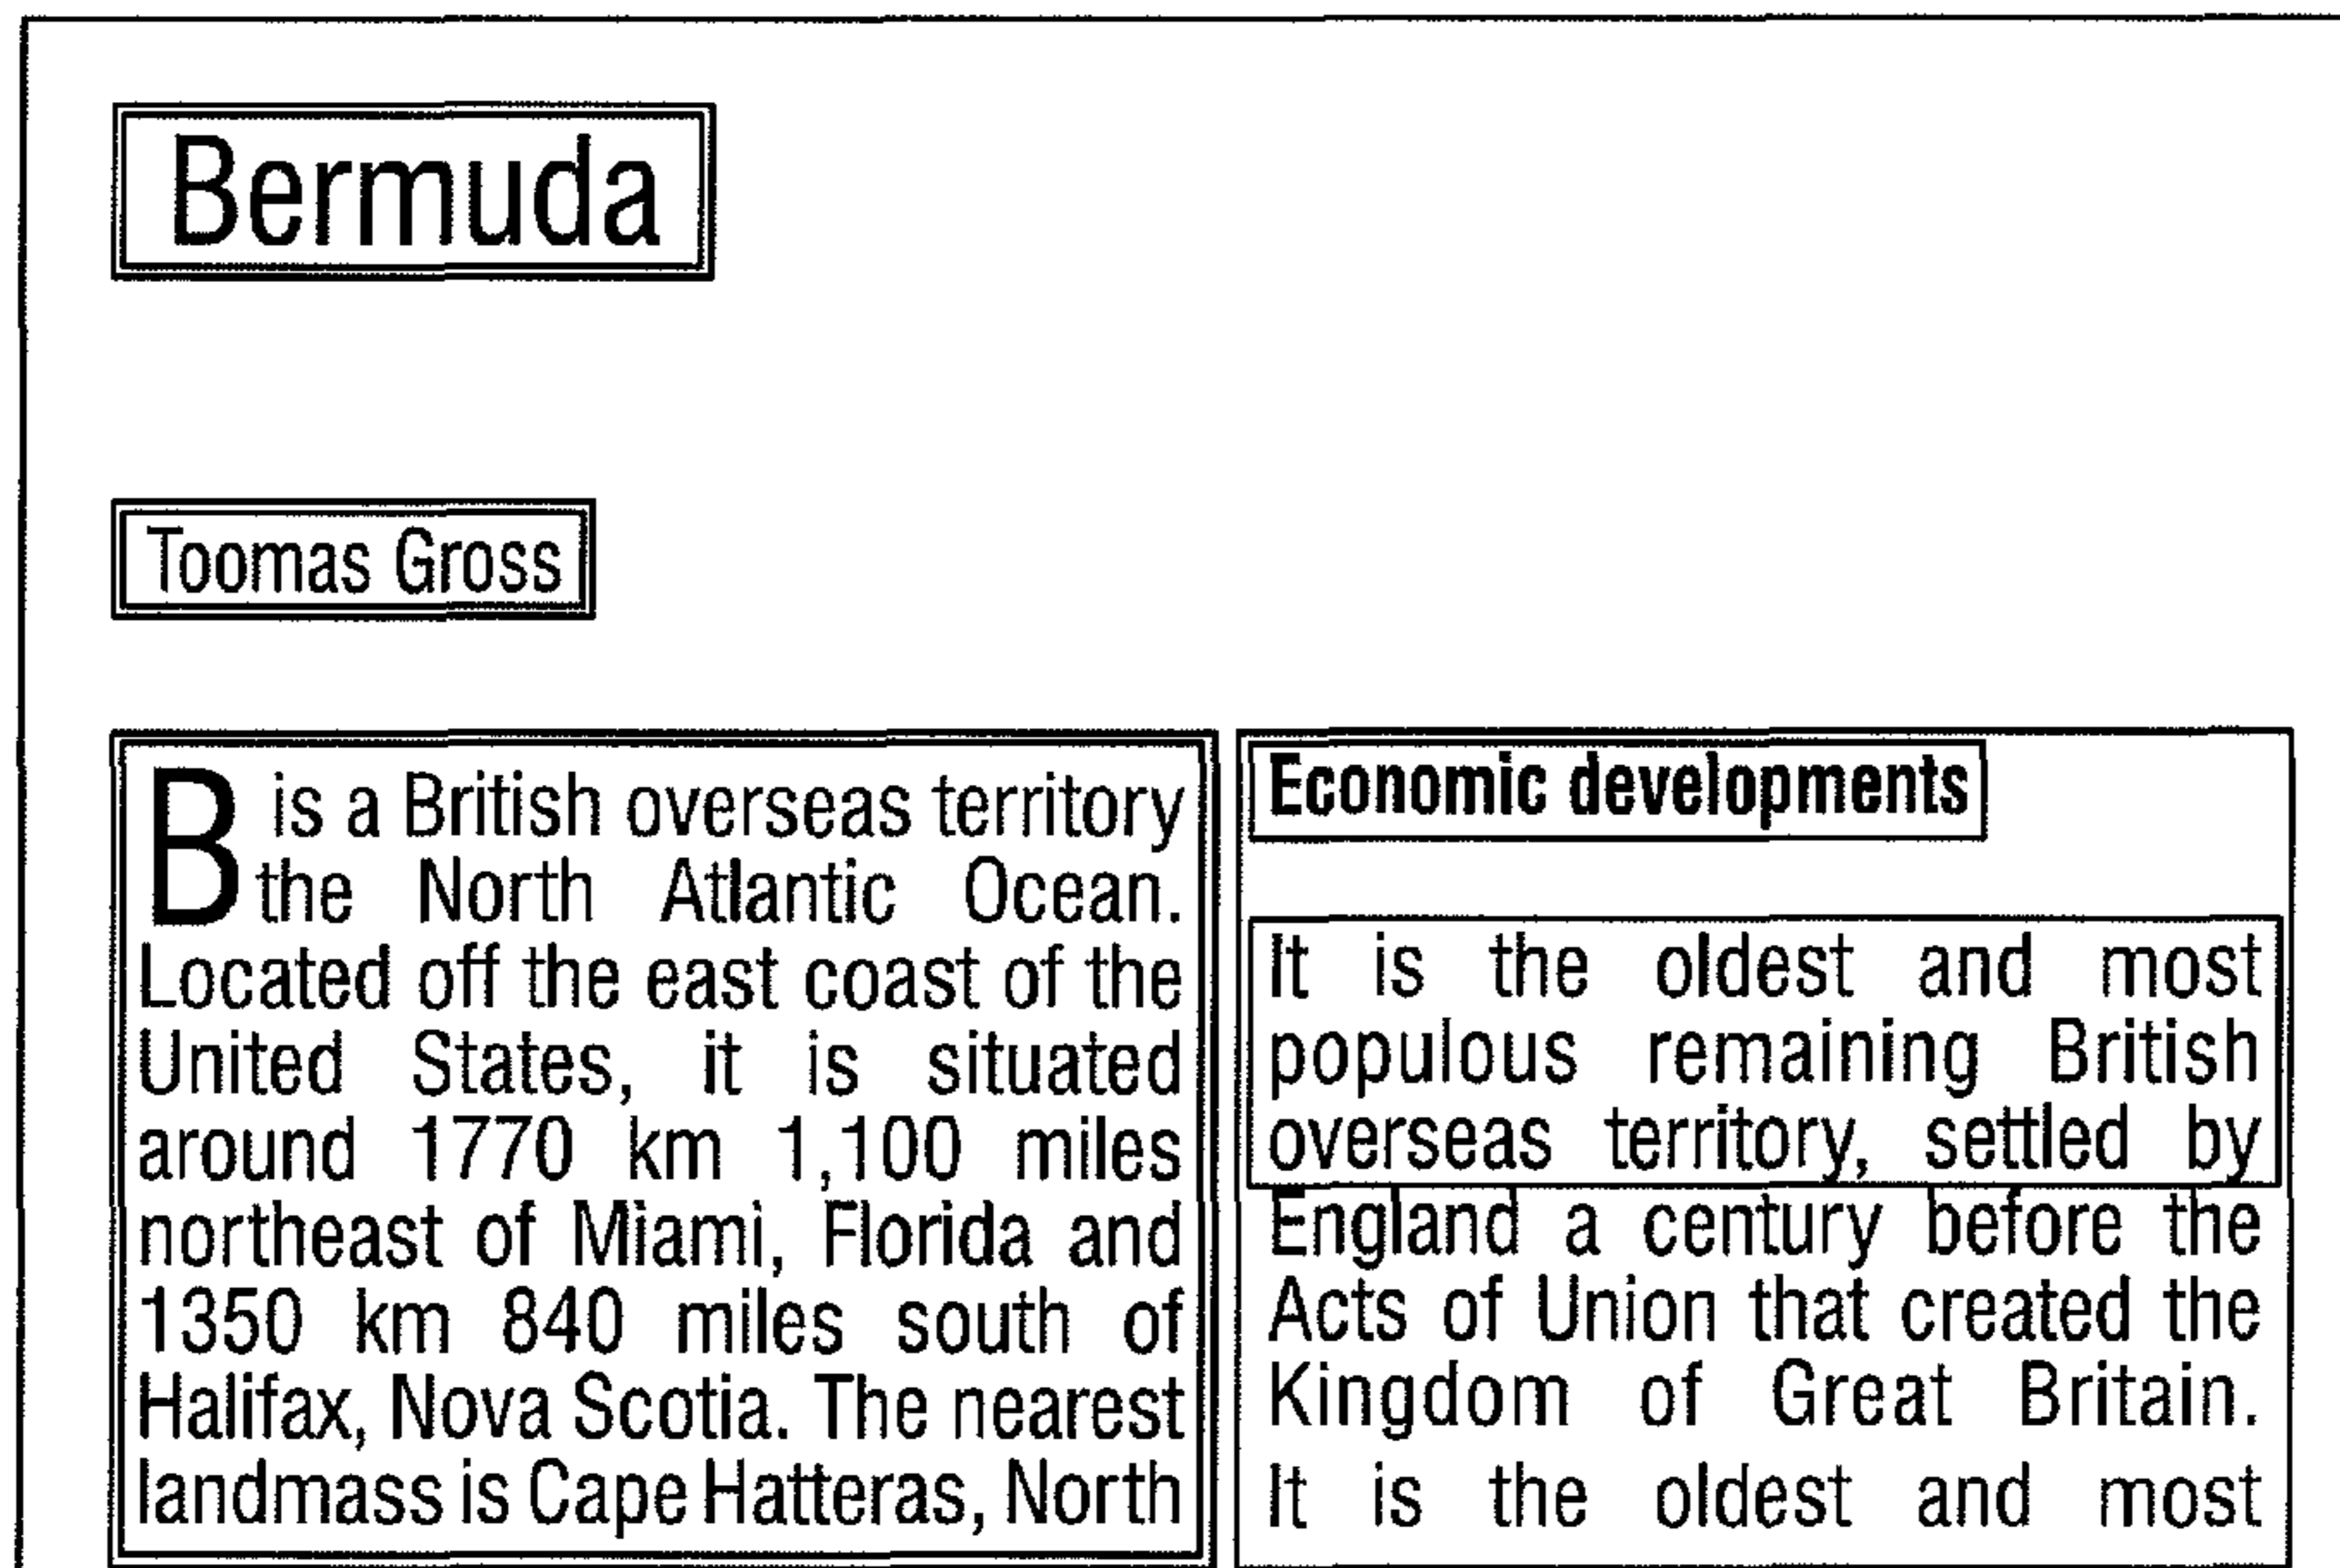 Bermuda
Toomas Gross
B is a British overseas territory
the North Atlantic Ocean.
Located off the east coast of the
United States, it is situated
around 1770 km 1,100 miles
northeast of Miami, Florida and
1350 km 840 miles south of
Halifax, Nova Scotia. The nearest
landmass is Cape Hatteras, North
Economic developments
It is the oldest and most
populous remaining British
overseas territory, settled by
England a century before the
Acts of Union that created the
Kingdom of Great Britain.
It is the oldest and most